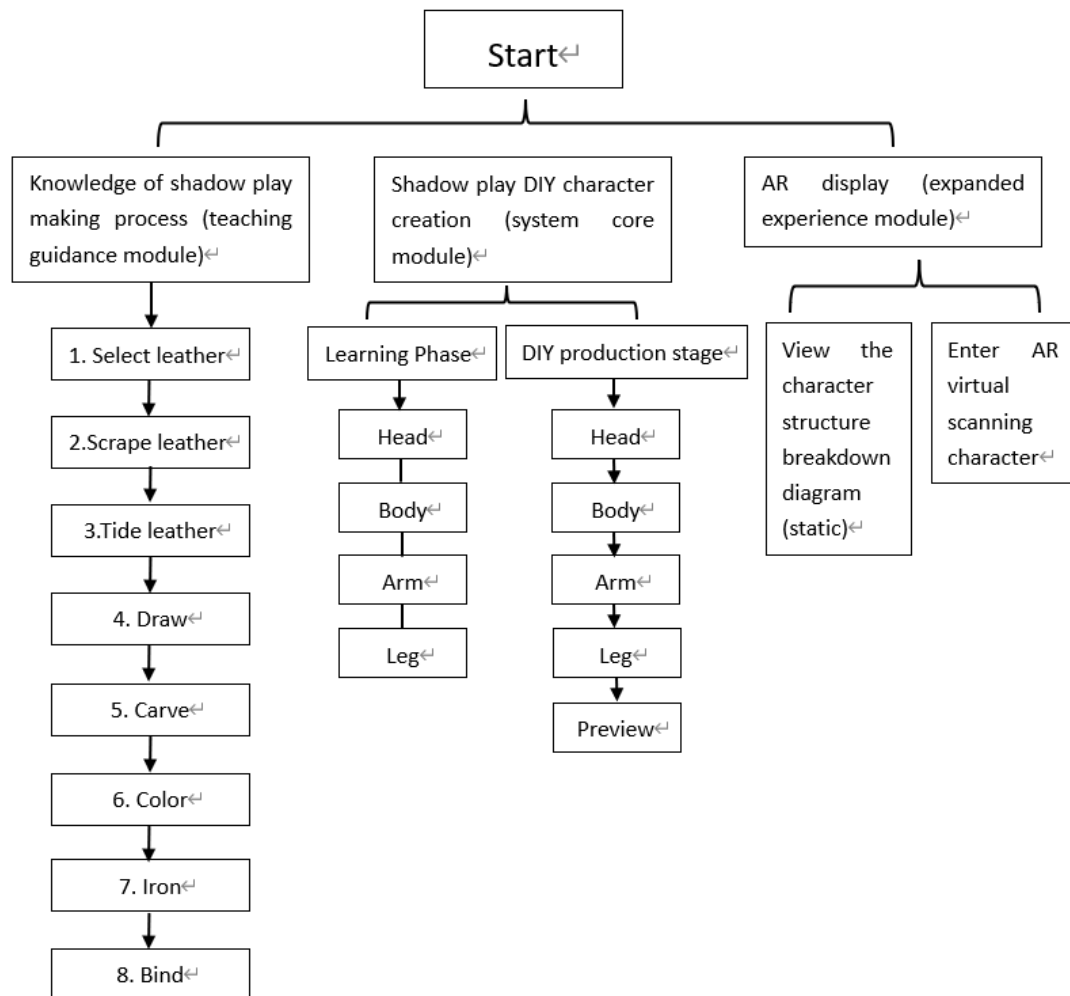 Start↵
Knowledge of shadow play
making process (teaching
guidance module)↵
1. Select leather↵
2.Scrape leather↵
3.Tide leather↵
4. Draw↵
5. Carve↵
6. Color↵
7. Iron↵
8. Bind↵
Shadow play DIY character
creation (system core
module)↵
Learning Phase↵
Head↵
Body↵
Arm↵
Leg↵
DIY production stage↵
Head↵
Body↵
Arm↵
Leg↵
Preview↵
AR display (expanded
experience module)↵
View the
character
structure
breakdown
diagram
(static)↵
Enter AR
virtual
scanning
character↵